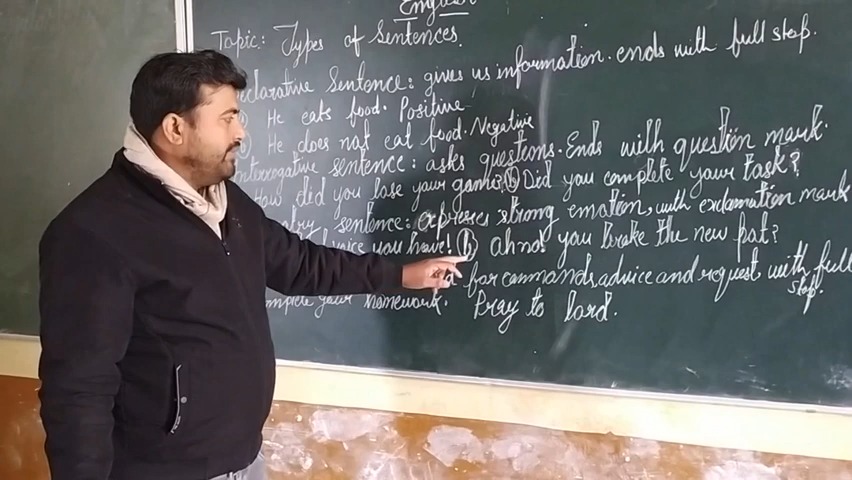 English
Topic: Types of Sentences.
Declarative Sentence: gives us information. ends with full stop.
He eats food. Positive
He does not eat food. Negative
Interrogative sentence: asks questions. Ends with question mark.
How did you lose your game? (b) Did you complete your task?
sentence: expresses strong emotion, with exclamation mark
voice you have! (b) ah no! you broke the new pot?
for commands, advice and request with full
stop.
complete your homework. Pray to lord.